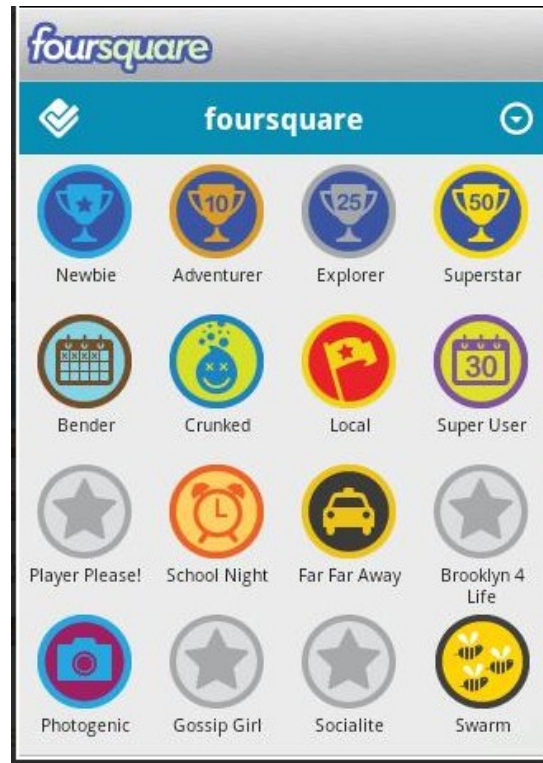 foursquare
foursquare
10
25
50
Newbie
Adventurer
Explorer
Superstar
XXXX
x x
30
Bender
Crunked
Local
Super User
Player Please!
School Night
Far Far Away
Brooklyn 4
Life
Photogenic
Gossip Girl
Socialite
Swarm